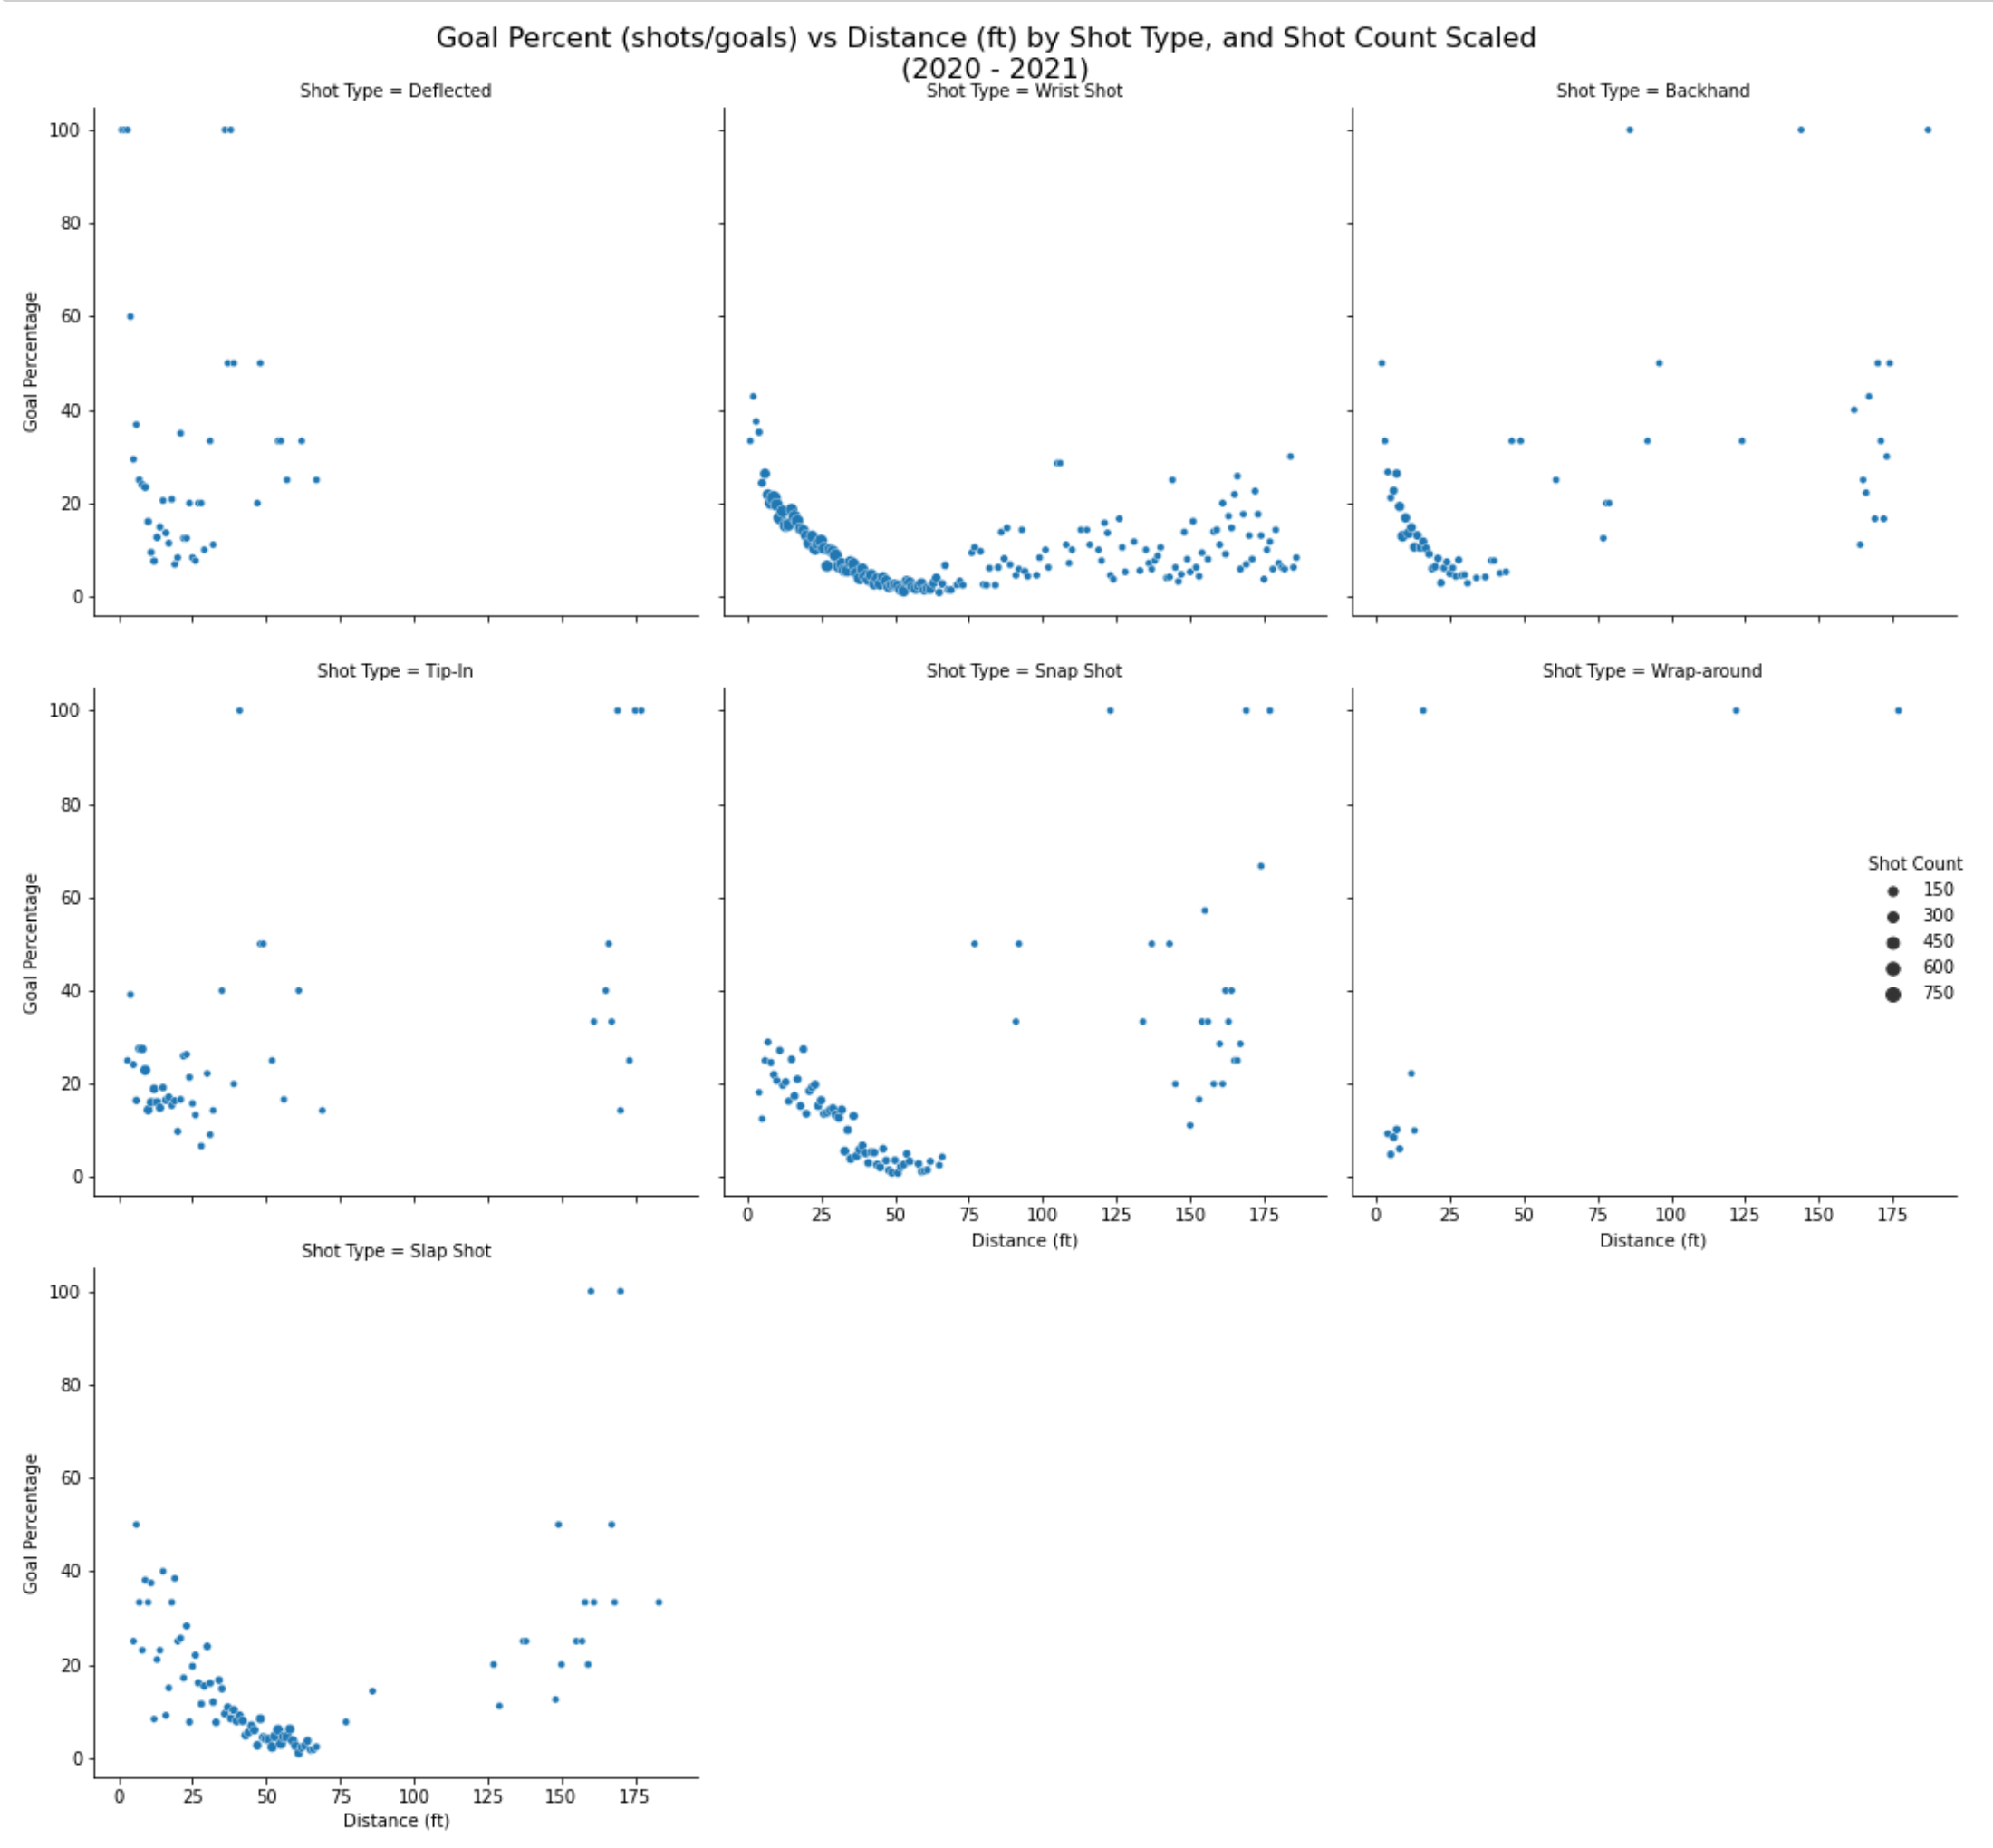 Goal Percent (shots/goals) vs Distance (ft) by Shot Type, and Shot Count Scaled
(2020 - 2021)
Shot Type = Deflected
Shot Type = Wrist Shot
Shot Type = Backhand
100
80
60
40
20
0
Goal Percentage
Shot Type = Tip-In
Shot Type = Snap Shot
Shot Type = Wrap-around
100
80
60
40
20
0
Goal Percentage
Shot Count
150
300
450
600
750
0 25 50 75 100 125 150 175
Distance (ft)
0 25 50 75 100 125 150 175
Distance (ft)
Shot Type = Slap Shot
100
80
60
40
20
0
Goal Percentage
0 25 50 75 100 125 150 175
Distance (ft)